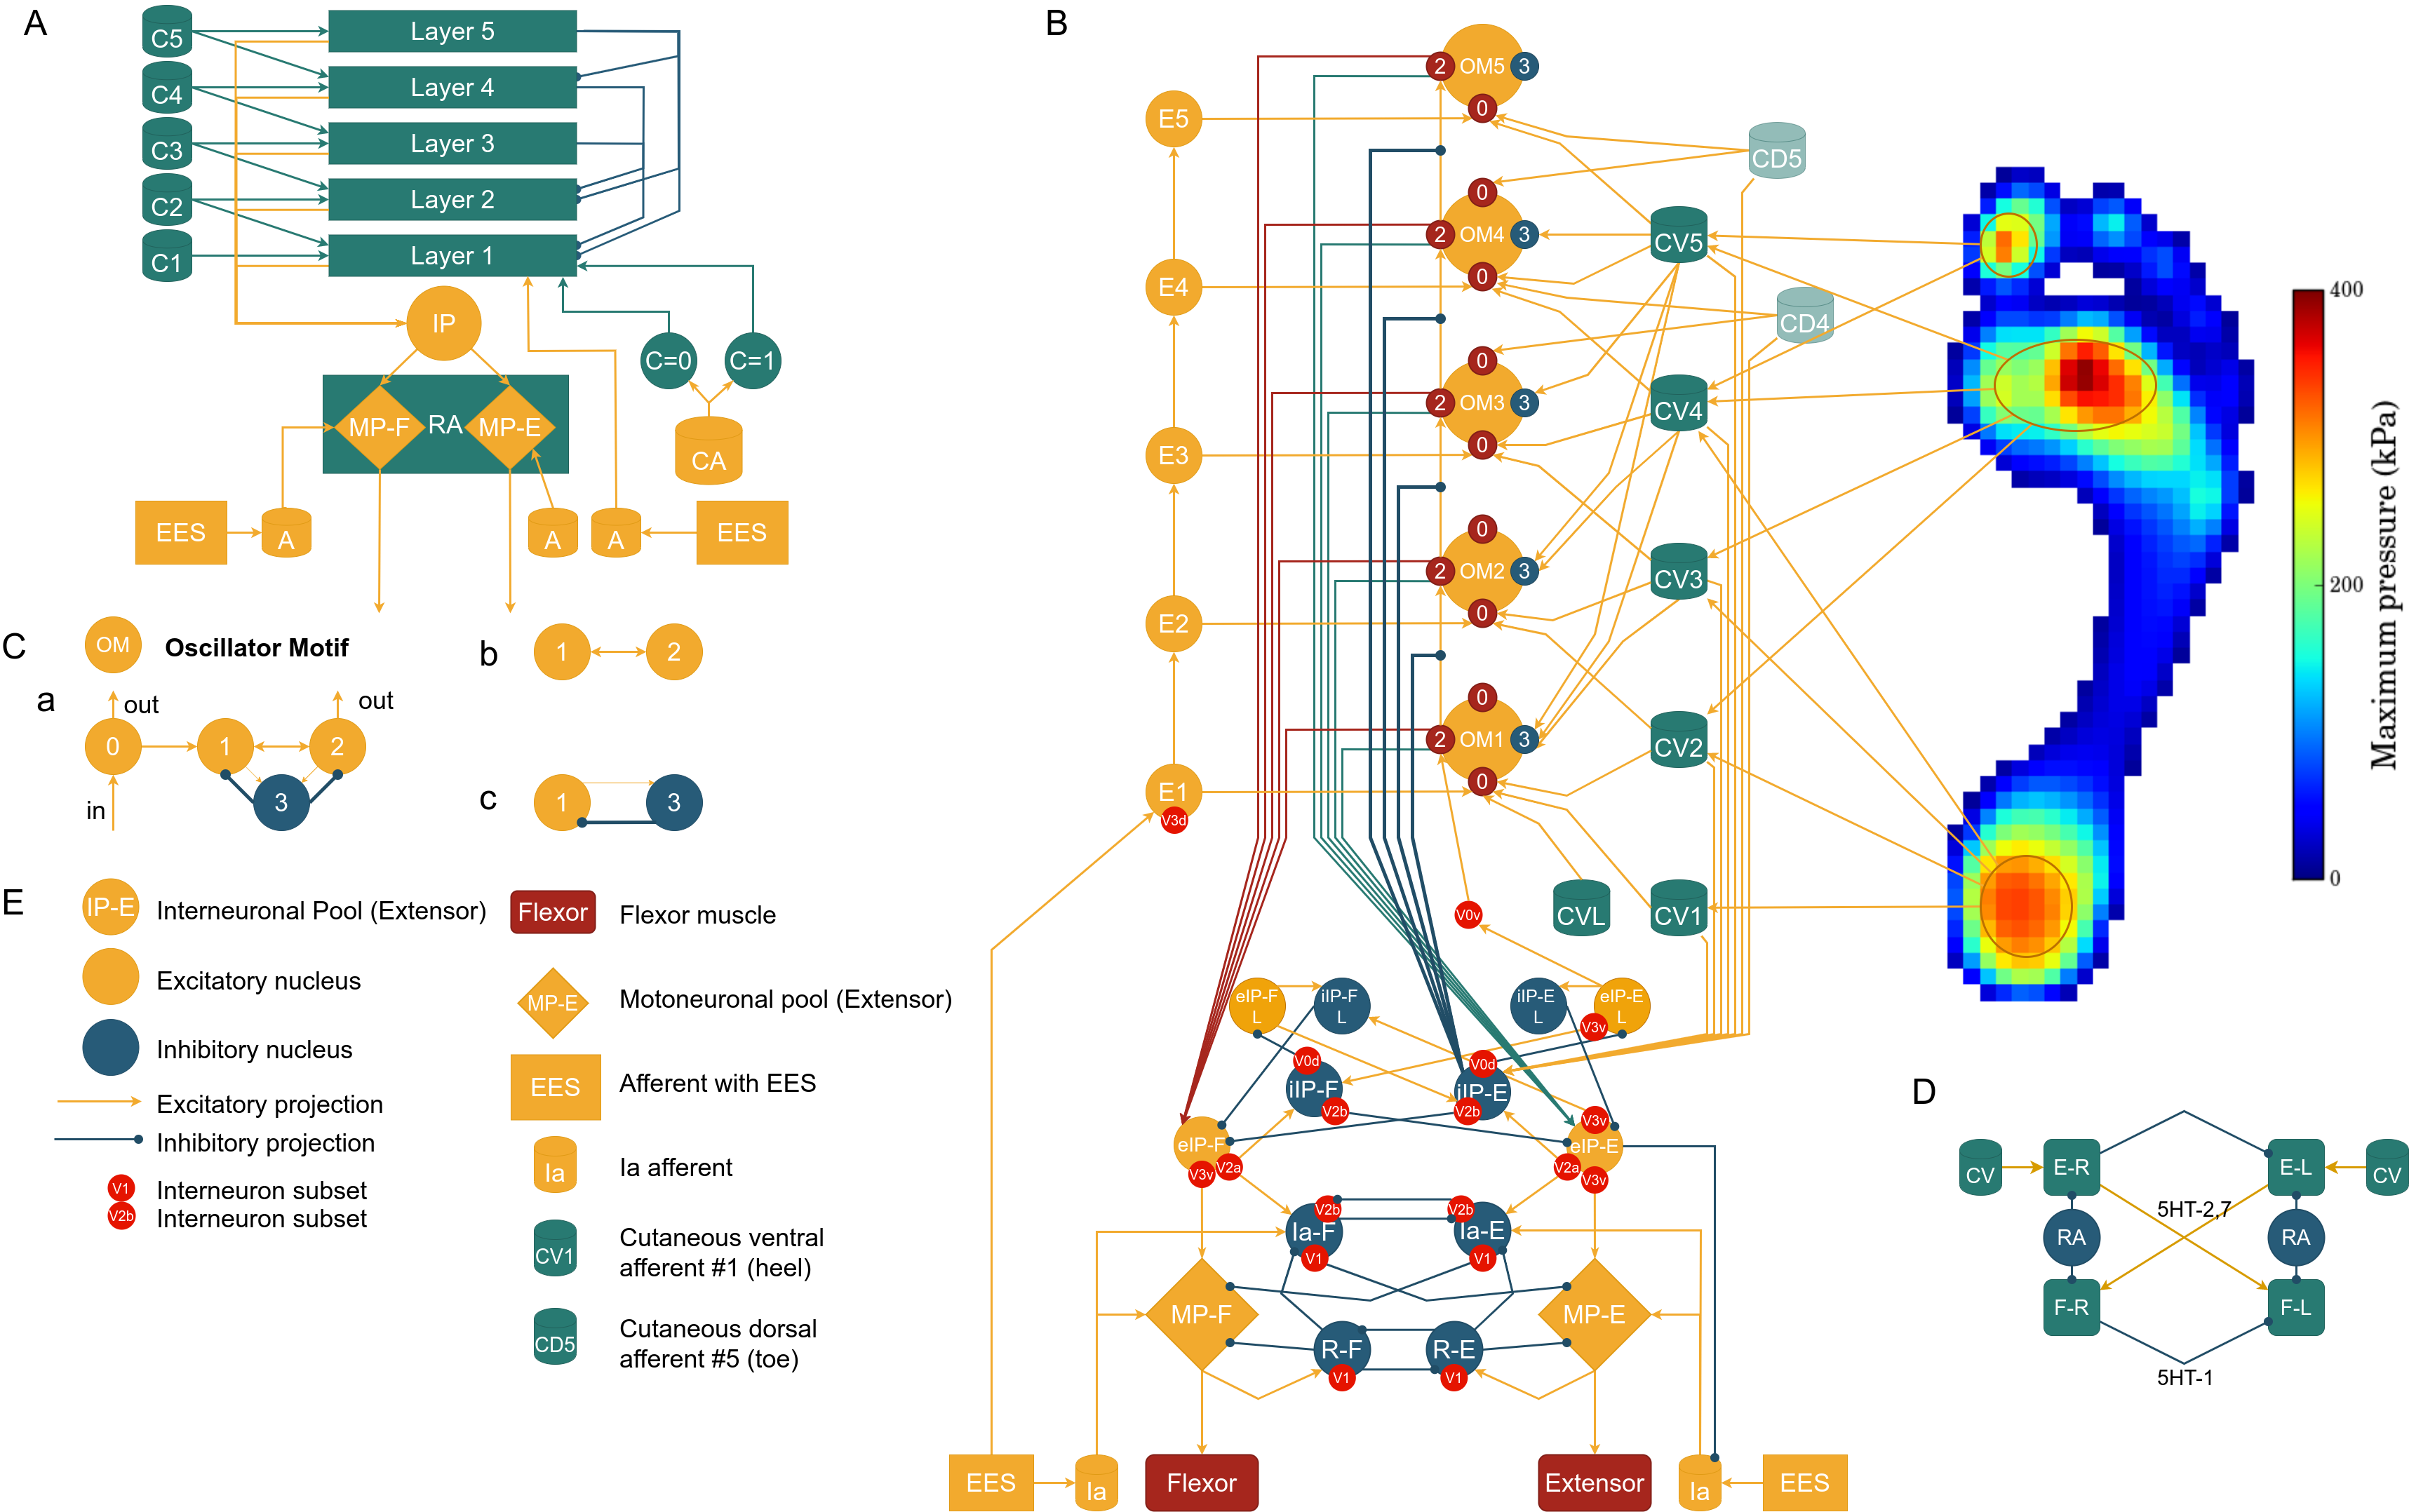 A
C5
Layer 5
C4
Layer 4
C3
Layer 3
C2
Layer 2
C1
Layer 1
IP
C=0
C=1
MP-F
RA
MP-E
CA
EES
A
A
A
EES
B
OM5
2
3
0
E5
CD5
0
OM4
2
3
0
E4
CV5
CD4
0
OM3
2
3
0
E3
CV4
0
OM2
2
3
0
E2
CV3
0
OM1
2
3
0
E1
V3d
CV2
V0v
CVL
CV1
eIP-F
L
iIP-F
L
iIP-E
L
eIP-E
L
V3v
V0d
iIP-F
V2b
V0d
iIP-E
V2b
eIP-F
V3v
V2a
V3v
eIP-E
V2a
V3v
V2b
Ia-F
V1
V2b
Ia-E
V1
MP-F
MP-E
R-F
V1
R-E
V1
EES
Ia
Flexor
Extensor
Ia
EES
400
200
0
Maximum pressure (kPa)
C
OM
Oscillator Motif
a
out
out
0
1
2
3
in
b
1
2
c
1
3
E
IP-E
Interneuronal Pool (Extensor)
Excitatory nucleus
Inhibitory nucleus
Excitatory projection
Inhibitory projection
V1
Interneuron subset
V2b
Interneuron subset
Flexor
Flexor muscle
MP-E
Motoneuronal pool (Extensor)
EES
Afferent with EES
Ia
Ia afferent
CV1
Cutaneous ventral
afferent #1 (heel)
CD5
Cutaneous dorsal
afferent #5 (toe)
D
CV
E-R
E-L
CV
5HT-2,7
RA
RA
F-R
F-L
5HT-1